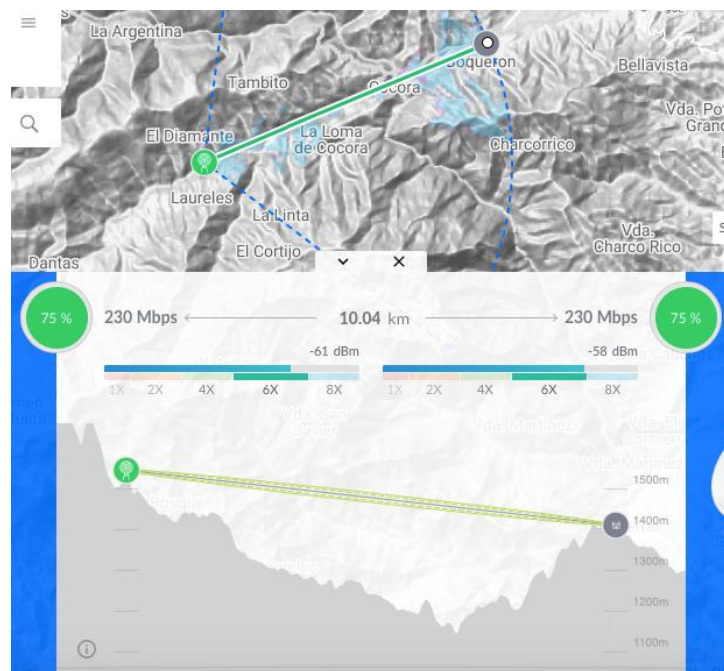 La Argentina
Boqueron
Bellavista
Tambito
Cocora
El Diamante
La Loma
de Cocora
Charcorrico
Laureles
La Linta
Vda.
Charco Rico
El Cortijo
Dantas
75 %
230 Mbps
10.04 km
230 Mbps
75 %
-61 dBm
-58 dBm
1X 2X 4X 6X 8X
1X 2X 4X 6X 8X
Vda. Martínez
1500m
1400m
1300m
1200m
1100m